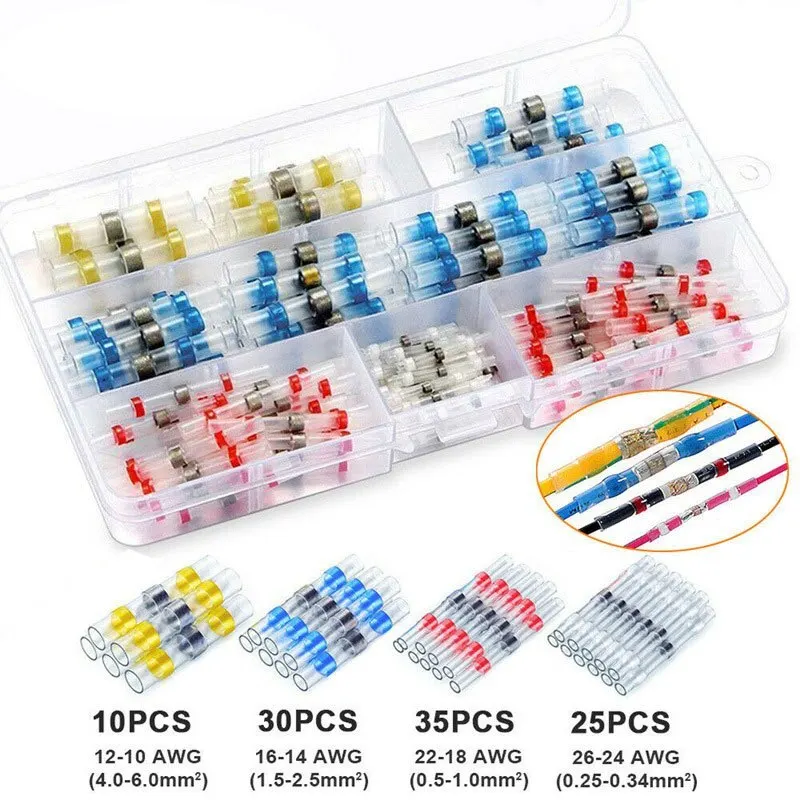 10PCS
12-10 AWG
(4.0-6.0mm²)
30PCS
16-14 AWG
(1.5-2.5mm²)
35PCS
22-18 AWG
(0.5-1.0mm²)
25PCS
26-24 AWG
(0.25-0.34mm²)